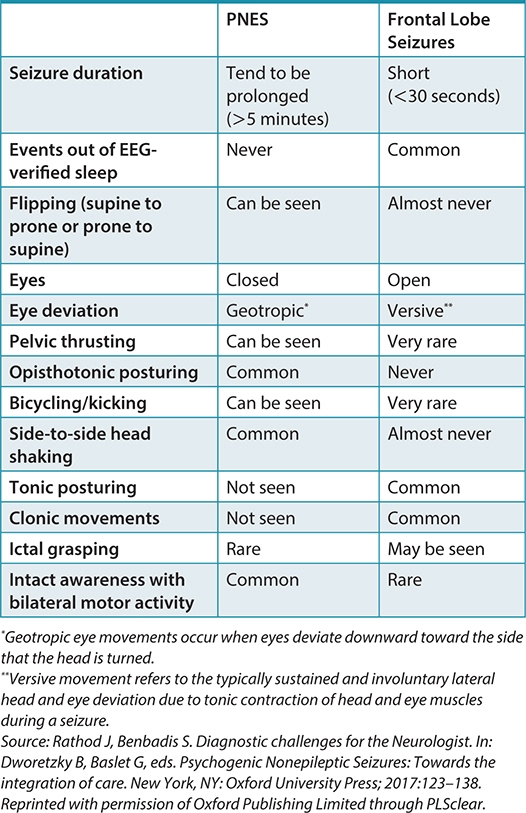 PNES Frontal Lobe Seizures
Seizure duration Tend to be prolonged (>5 minutes) Short (<30 seconds)
Events out of EEG-verified sleep Never Common
Flipping (supine to prone or prone to supine) Can be seen Almost never
Eyes Closed Open
Eye deviation Geotropic* Versive**
Pelvic thrusting Can be seen Very rare
Opisthotonic posturing Common Never
Bicycling/kicking Can be seen Very rare
Side-to-side head shaking Common Almost never
Tonic posturing Not seen Common
Clonic movements Not seen Common
Ictal grasping Rare May be seen
Intact awareness with bilateral motor activity Common Rare
*Geotropic eye movements occur when eyes deviate downward toward the side
that the head is turned.
**Versive movement refers to the typically sustained and involuntary lateral
head and eye deviation due to tonic contraction of head and eye muscles
during a seizure.
Source: Rathod J, Benbadis S. Diagnostic challenges for the Neurologist. In:
Dworetzky B, Baslet G, eds. Psychogenic Nonepileptic Seizures: Towards the
integration of care. New York, NY: Oxford University Press; 2017:123–138.
Reprinted with permission of Oxford Publishing Limited through PLSclear.